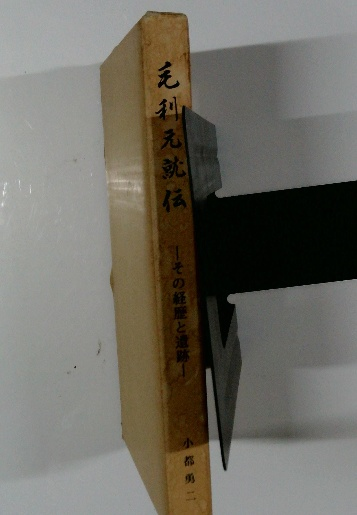 毛利元就伝
―その経歴と遺跡―
小都勇二